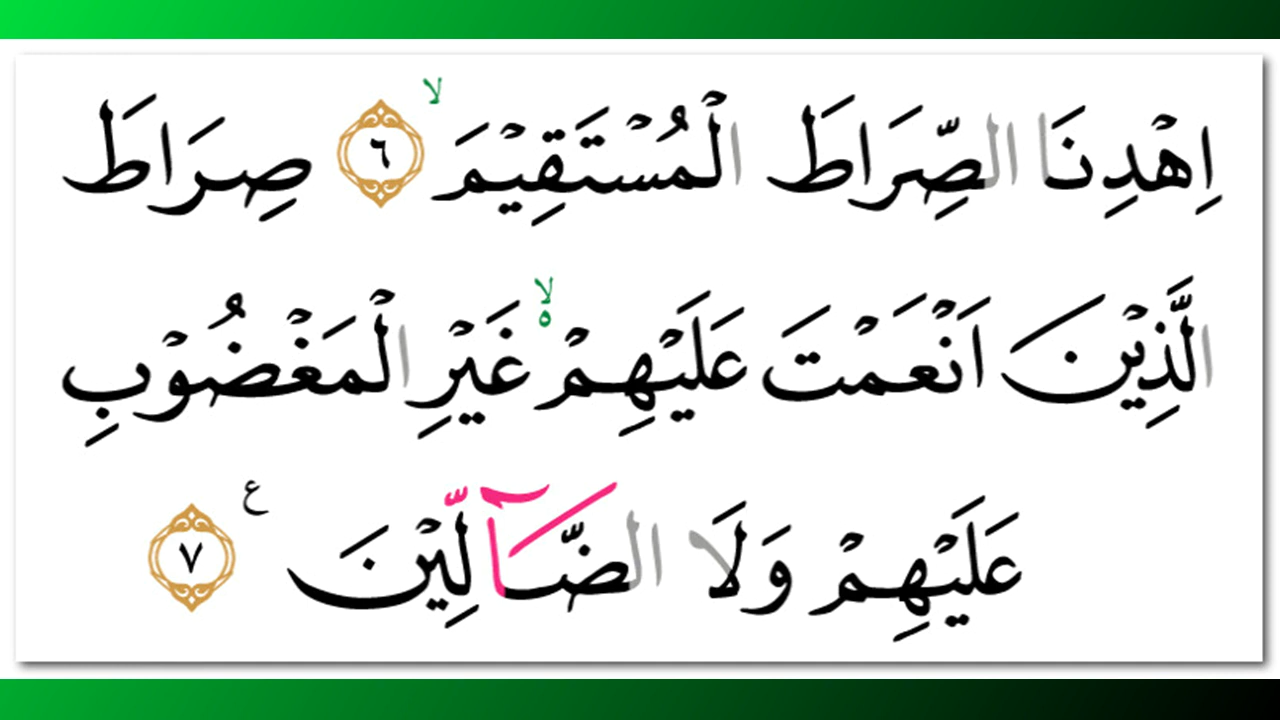 اِهْدِنَا الصِّرَاطَ الْمُسْتَقِيْمَ ۙ ٦ صِرَاطَ
الَّذِيْنَ اَنْعَمْتَ عَلَيْهِمْ ەۙ غَيْرِ الْمَغْضُوْبِ
عَلَيْهِمْ وَلَا الضَّاۤلِّيْنَ ع ٧